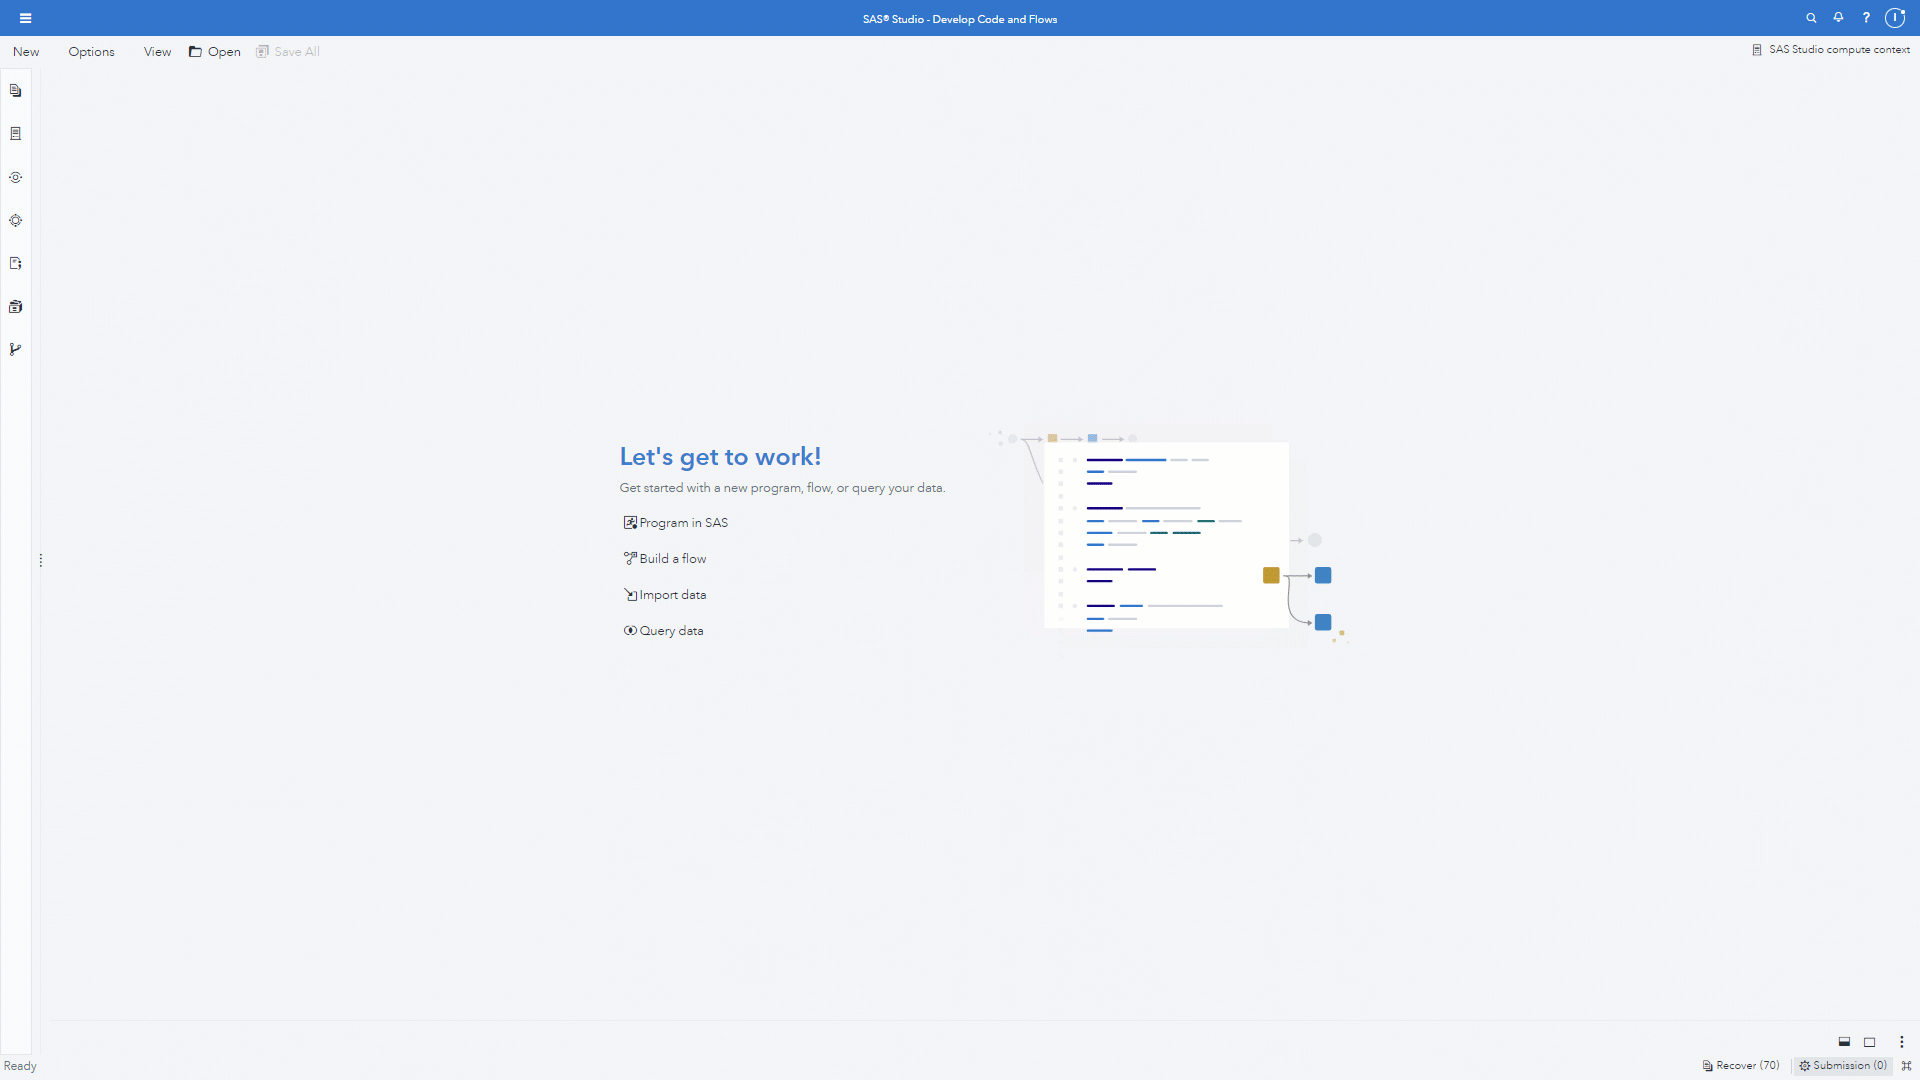 SAS® Studio - Develop Code and Flows
New
Options
View
Open
Save All
SAS Studio compute context
Let's get to work!
Get started with a new program, flow, or query your data.
Program in SAS
Build a flow
Import data
Query data
Ready
Recover (70)
Submission (0)